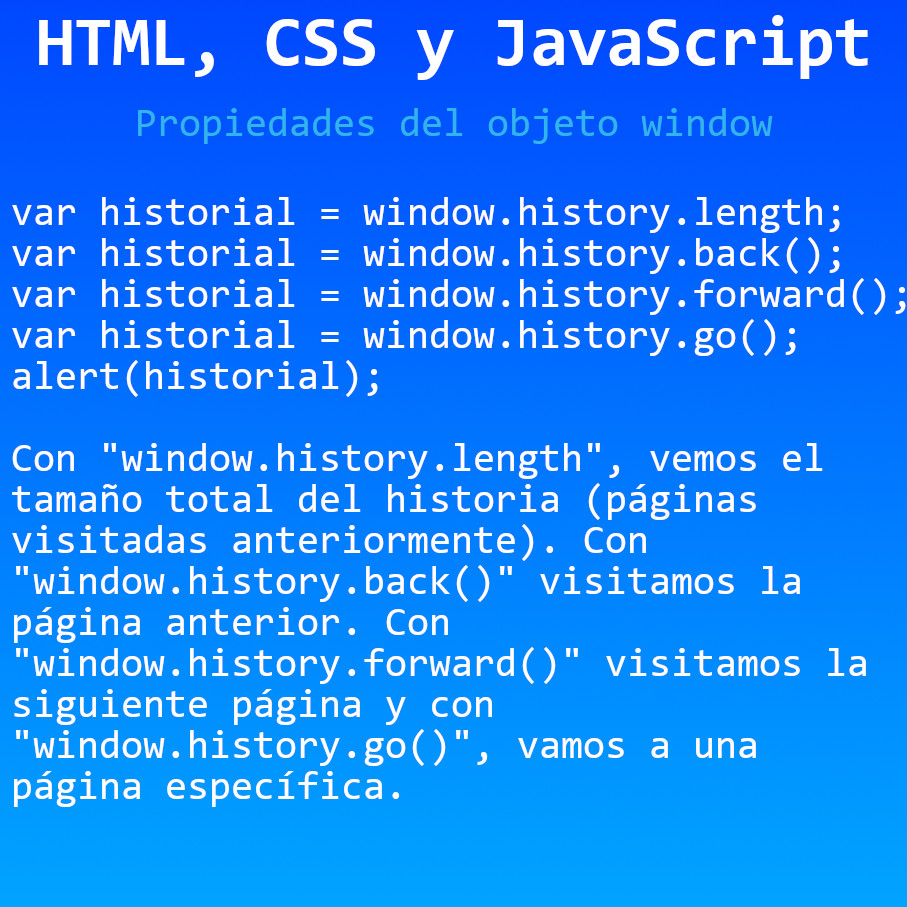 HTML, CSS y JavaScript
Propiedades del objeto window
var historial = window.history.length;
var historial = window.history.back();
var historial = window.history.forward();
var historial = window.history.go();
alert(historial);
Con "window.history.length", vemos el
tamaño total del historia (páginas
visitadas anteriormente). Con
"window.history.back()" visitamos la
página anterior. Con
"window.history.forward()" visitamos la
siguiente página y con
"window.history.go()", vamos a una
página específica.